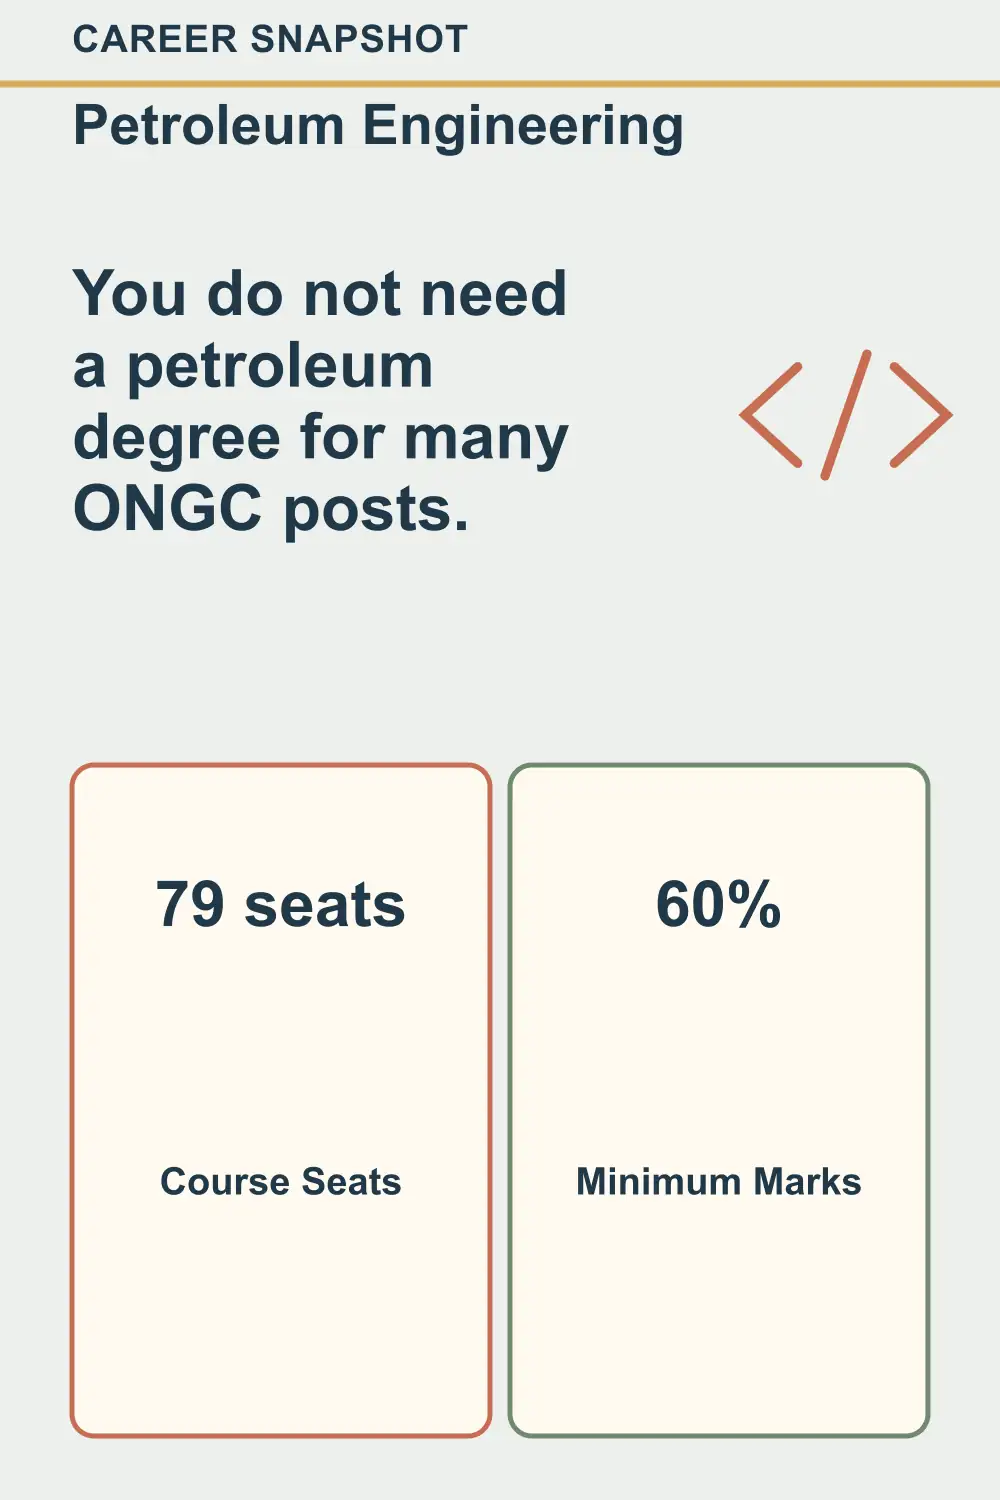 CAREER SNAPSHOT
Petroleum Engineering
You do not need
a petroleum
degree for many
ONGC posts.
79 seats
60%
Course Seats
Minimum Marks